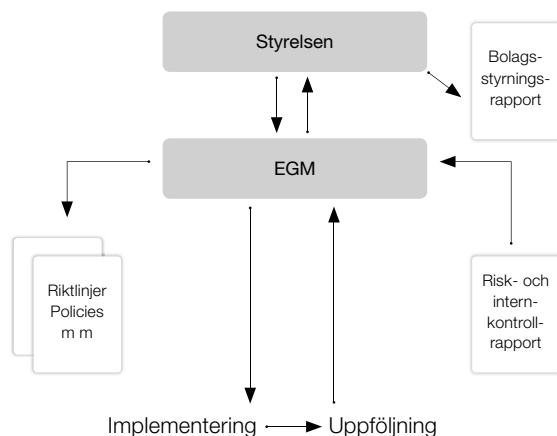 Styrelsen
Bolags-
styrnings-
rapport
EGM
Riktlinjer
Policies
m m
Risk- och
intern-
kontroll-
rapport
Implementering
Uppföljning